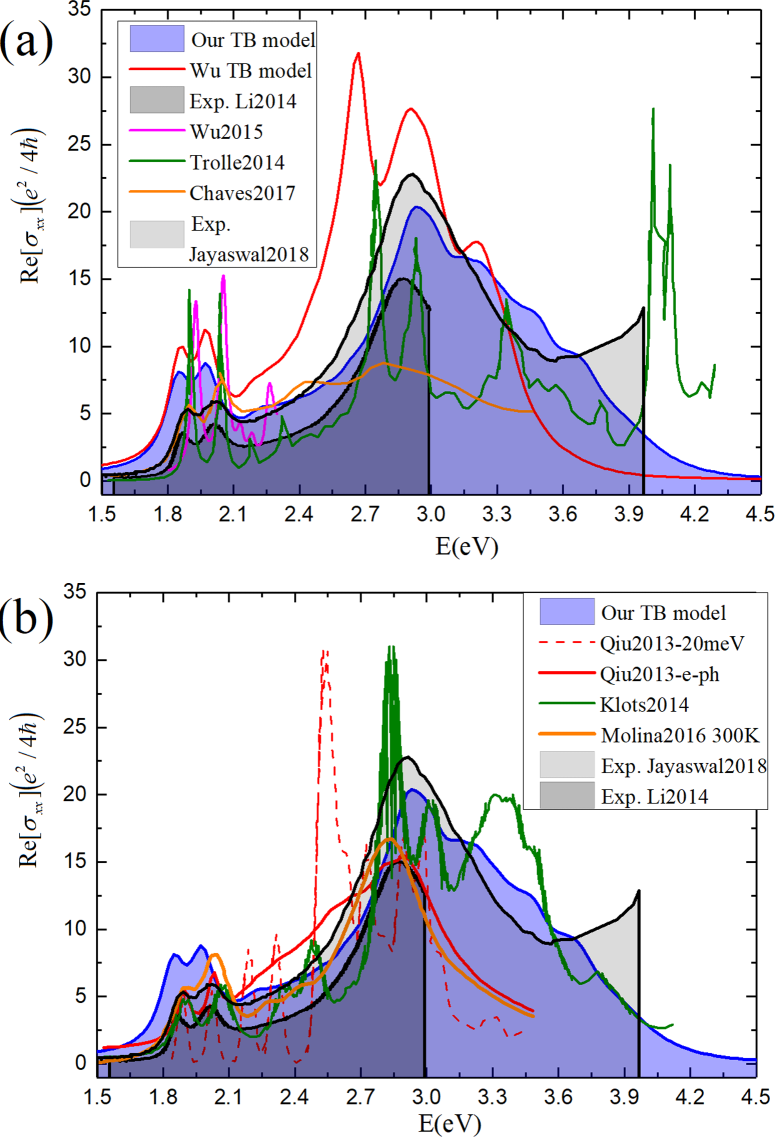 (a)
35
30
25
20
15
10
5
0
Re[σxx](e²/4ħ)
Our TB model
Wu TB model
Exp. Li2014
Wu2015
Trolle2014
Chaves2017
Exp.
Jayaswal2018
1.5 1.8 2.1 2.4 2.7 3.0 3.3 3.6 3.9 4.2 4.5
E(eV)
(b)
35
30
25
20
15
10
5
0
Re[σxx](e²/4ħ)
Our TB model
Qiu2013-20meV
Qiu2013-e-ph
Klots2014
Molina2016 300K
Exp. Jayaswal2018
Exp. Li2014
1.5 1.8 2.1 2.4 2.7 3.0 3.3 3.6 3.9 4.2 4.5
E(eV)